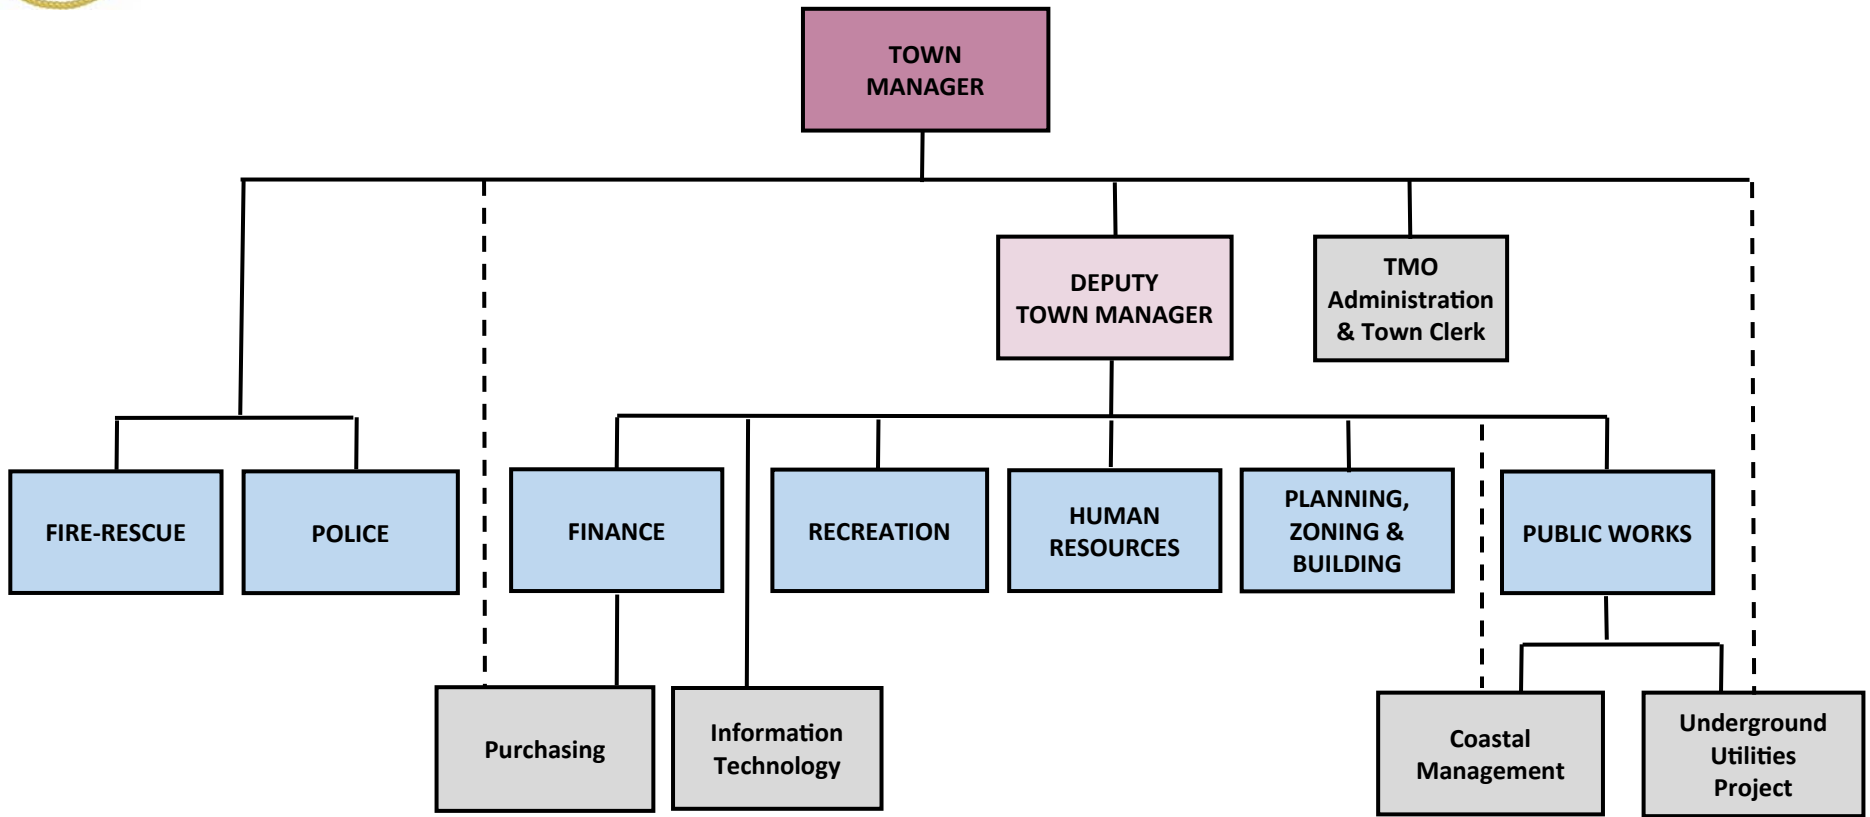 TOWN
MANAGER
DEPUTY
TOWN MANAGER
TMO
Administration
& Town Clerk
FIRE-RESCUE
POLICE
FINANCE
RECREATION
HUMAN
RESOURCES
PLANNING,
ZONING &
BUILDING
PUBLIC WORKS
Purchasing
Information
Technology
Coastal
Management
Underground
Utilities
Project